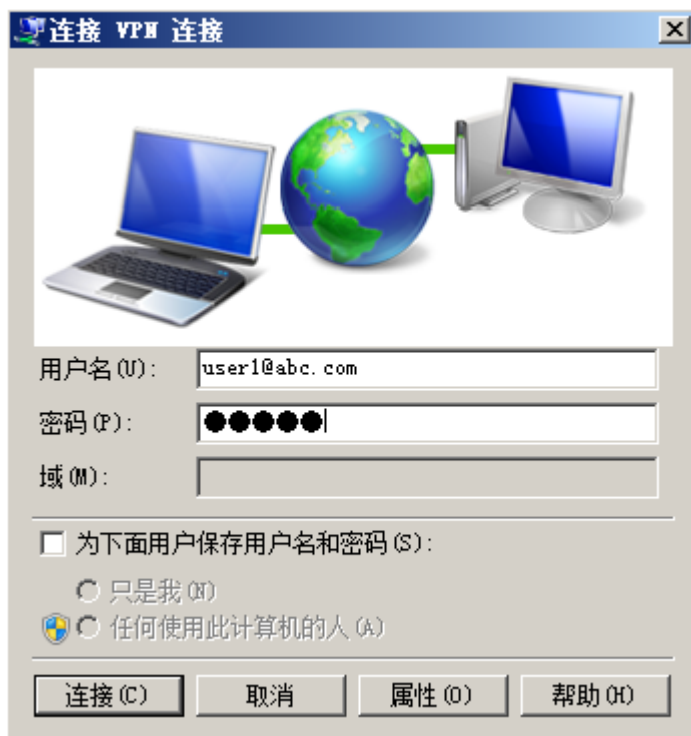 连接 VPN 连接
用户名(U):
user1@abc.com
密码(P):
●●●●●
域(M):
为下面用户保存用户名和密码(S):
只是我(N)
任何使用此计算机的人(A)
连接(C) 取消 属性(O) 帮助(H)